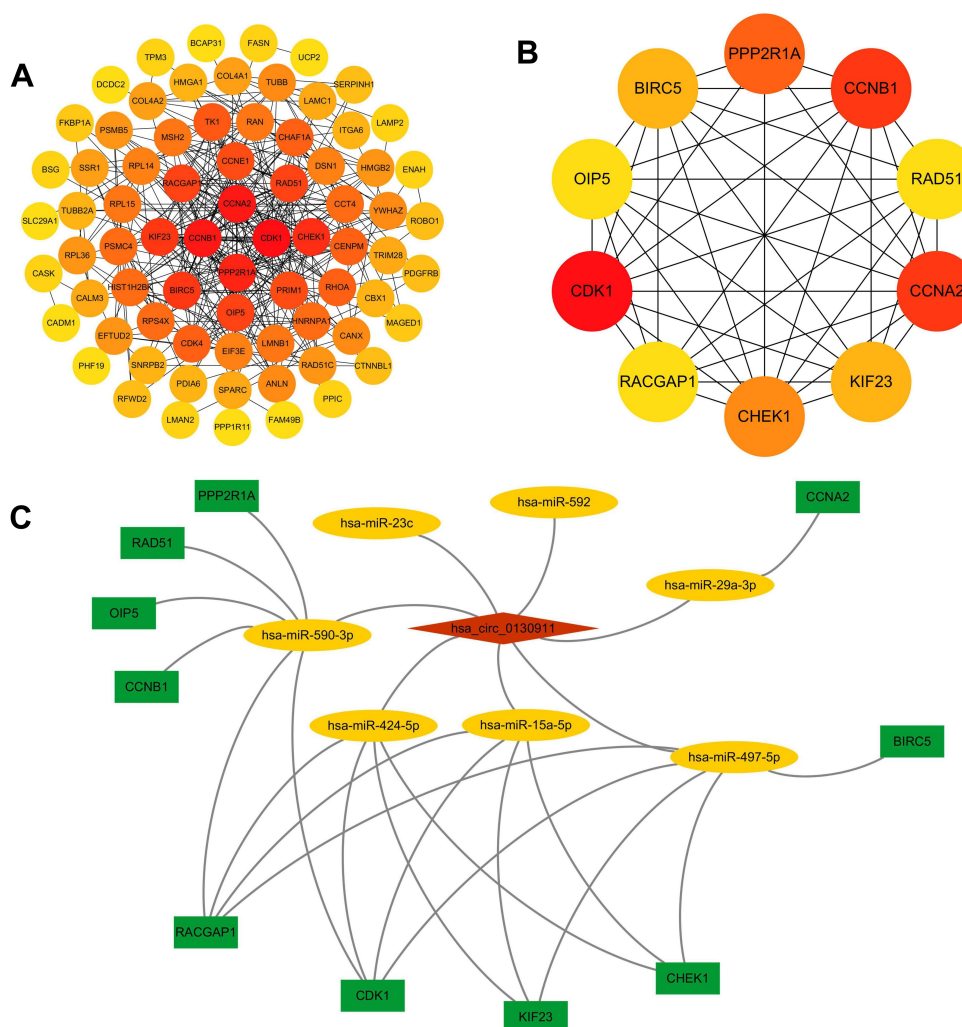 A
BCAP31
FASN
TPM3
UCP2
DCDC2
HMGA1
COL4A1
TUBB
SERPINH1
COL4A2
LAMC1
LAMP2
FKBP1A
PSMB5
MSH2
TK1
RAN
CHAF1A
ITGA6
BSG
SSR1
RPL14
CCNE1
DSN1
HMGB2
ENAH
RACGAP1
RAD51
SLC29A1
TUBB2A
RPL15
CCNA2
CCT4
YWHAZ
ROBO1
RPL36
PSMC4
KIF23
CCNB1
CDK1
CHEK1
CENPM
TRIM28
PDGFRB
CASK
CALM3
HIST1H2BK
BIRC5
PPP2R1A
PRIM1
RHOA
CBX1
MAGED1
CADM1
EFTUD2
RPS4X
OIP5
HNRNPA1
CANX
PHF19
SNRPB2
CDK4
EIF3E
LMNB1
RAD51C
CTNNBL1
RFWD2
PDIA6
SPARC
ANLN
PPIC
LMAN2
PPP1R11
FAM49B
B
PPP2R1A
BIRC5
CCNB1
OIP5
RAD51
CDK1
CCNA2
RACGAP1
KIF23
CHEK1
C
PPP2R1A
hsa-miR-23c
hsa-miR-592
CCNA2
RAD51
hsa-miR-29a-3p
OIP5
hsa-miR-590-3p
hsa_circ_0130911
CCNB1
hsa-miR-424-5p
hsa-miR-15a-5p
hsa-miR-497-5p
BIRC5
RACGAP1
CDK1
KIF23
CHEK1